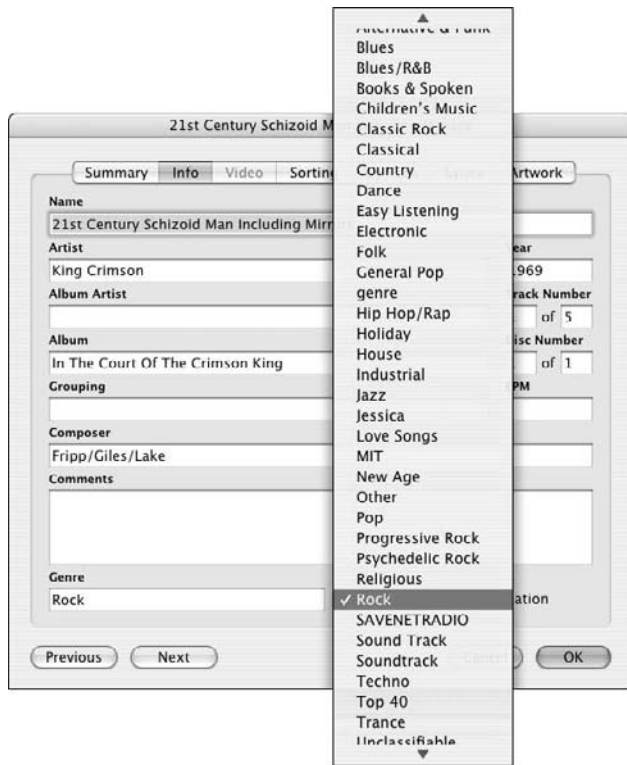 21st Century Schizoid M
Summary
Info
Video
Sortin
Artwork
Name
21st Century Schizoid Man Including Mirr
Artist
ear
King Crimson
969
Album Artist
rack Number
of 5
Album
isc Number
In The Court Of The Crimson King
of 1
Grouping
PM
Composer
Fripp/Giles/Lake
Comments
Genre
Rock
ation
Previous
Next
OK
Alternative & Funk
Blues
Blues/R&B
Books & Spoken
Children's Music
Classic Rock
Classical
Country
Dance
Easy Listening
Electronic
Folk
General Pop
genre
Hip Hop/Rap
Holiday
House
Industrial
Jazz
Jessica
Love Songs
MIT
New Age
Other
Pop
Progressive Rock
Psychedelic Rock
Religious
✓ Rock
SAVENETRADIO
Sound Track
Soundtrack
Techno
Top 40
Trance
Unclassifiable